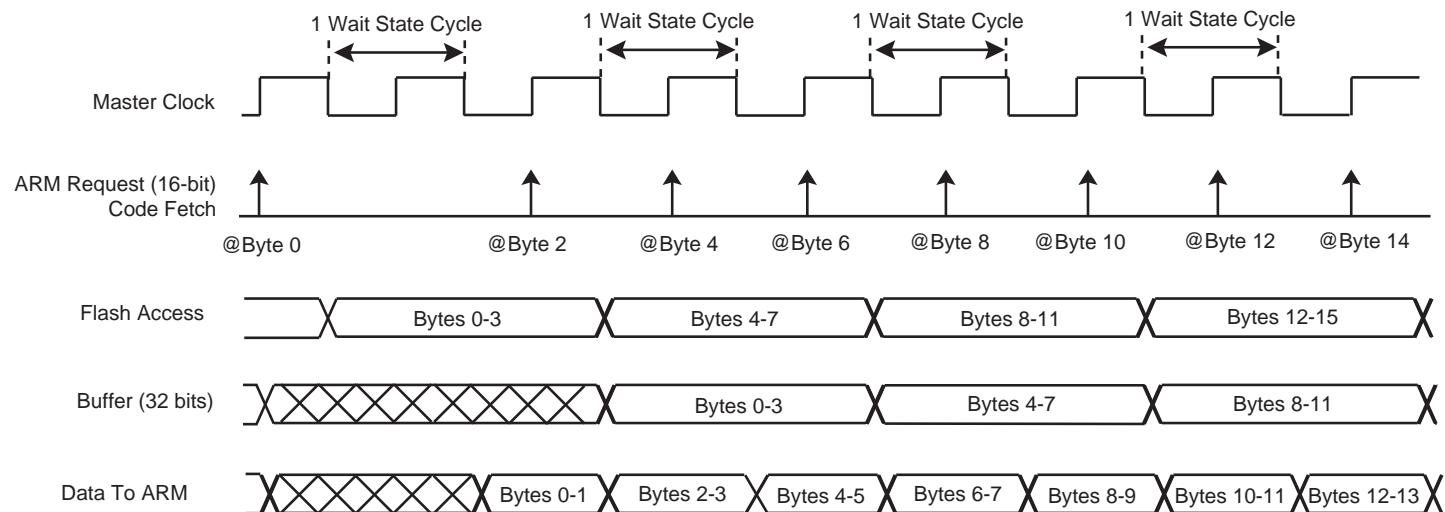 1 Wait State Cycle
1 Wait State Cycle
1 Wait State Cycle
1 Wait State Cycle
Master Clock
ARM Request (16-bit)
Code Fetch
@Byte 0
@Byte 2
@Byte 4
@Byte 6
@Byte 8
@Byte 10
@Byte 12
@Byte 14
Flash Access
Bytes 0-3
Bytes 4-7
Bytes 8-11
Bytes 12-15
Buffer (32 bits)
Bytes 0-3
Bytes 4-7
Bytes 8-11
Data To ARM
Bytes 0-1
Bytes 2-3
Bytes 4-5
Bytes 6-7
Bytes 8-9
Bytes 10-11
Bytes 12-13